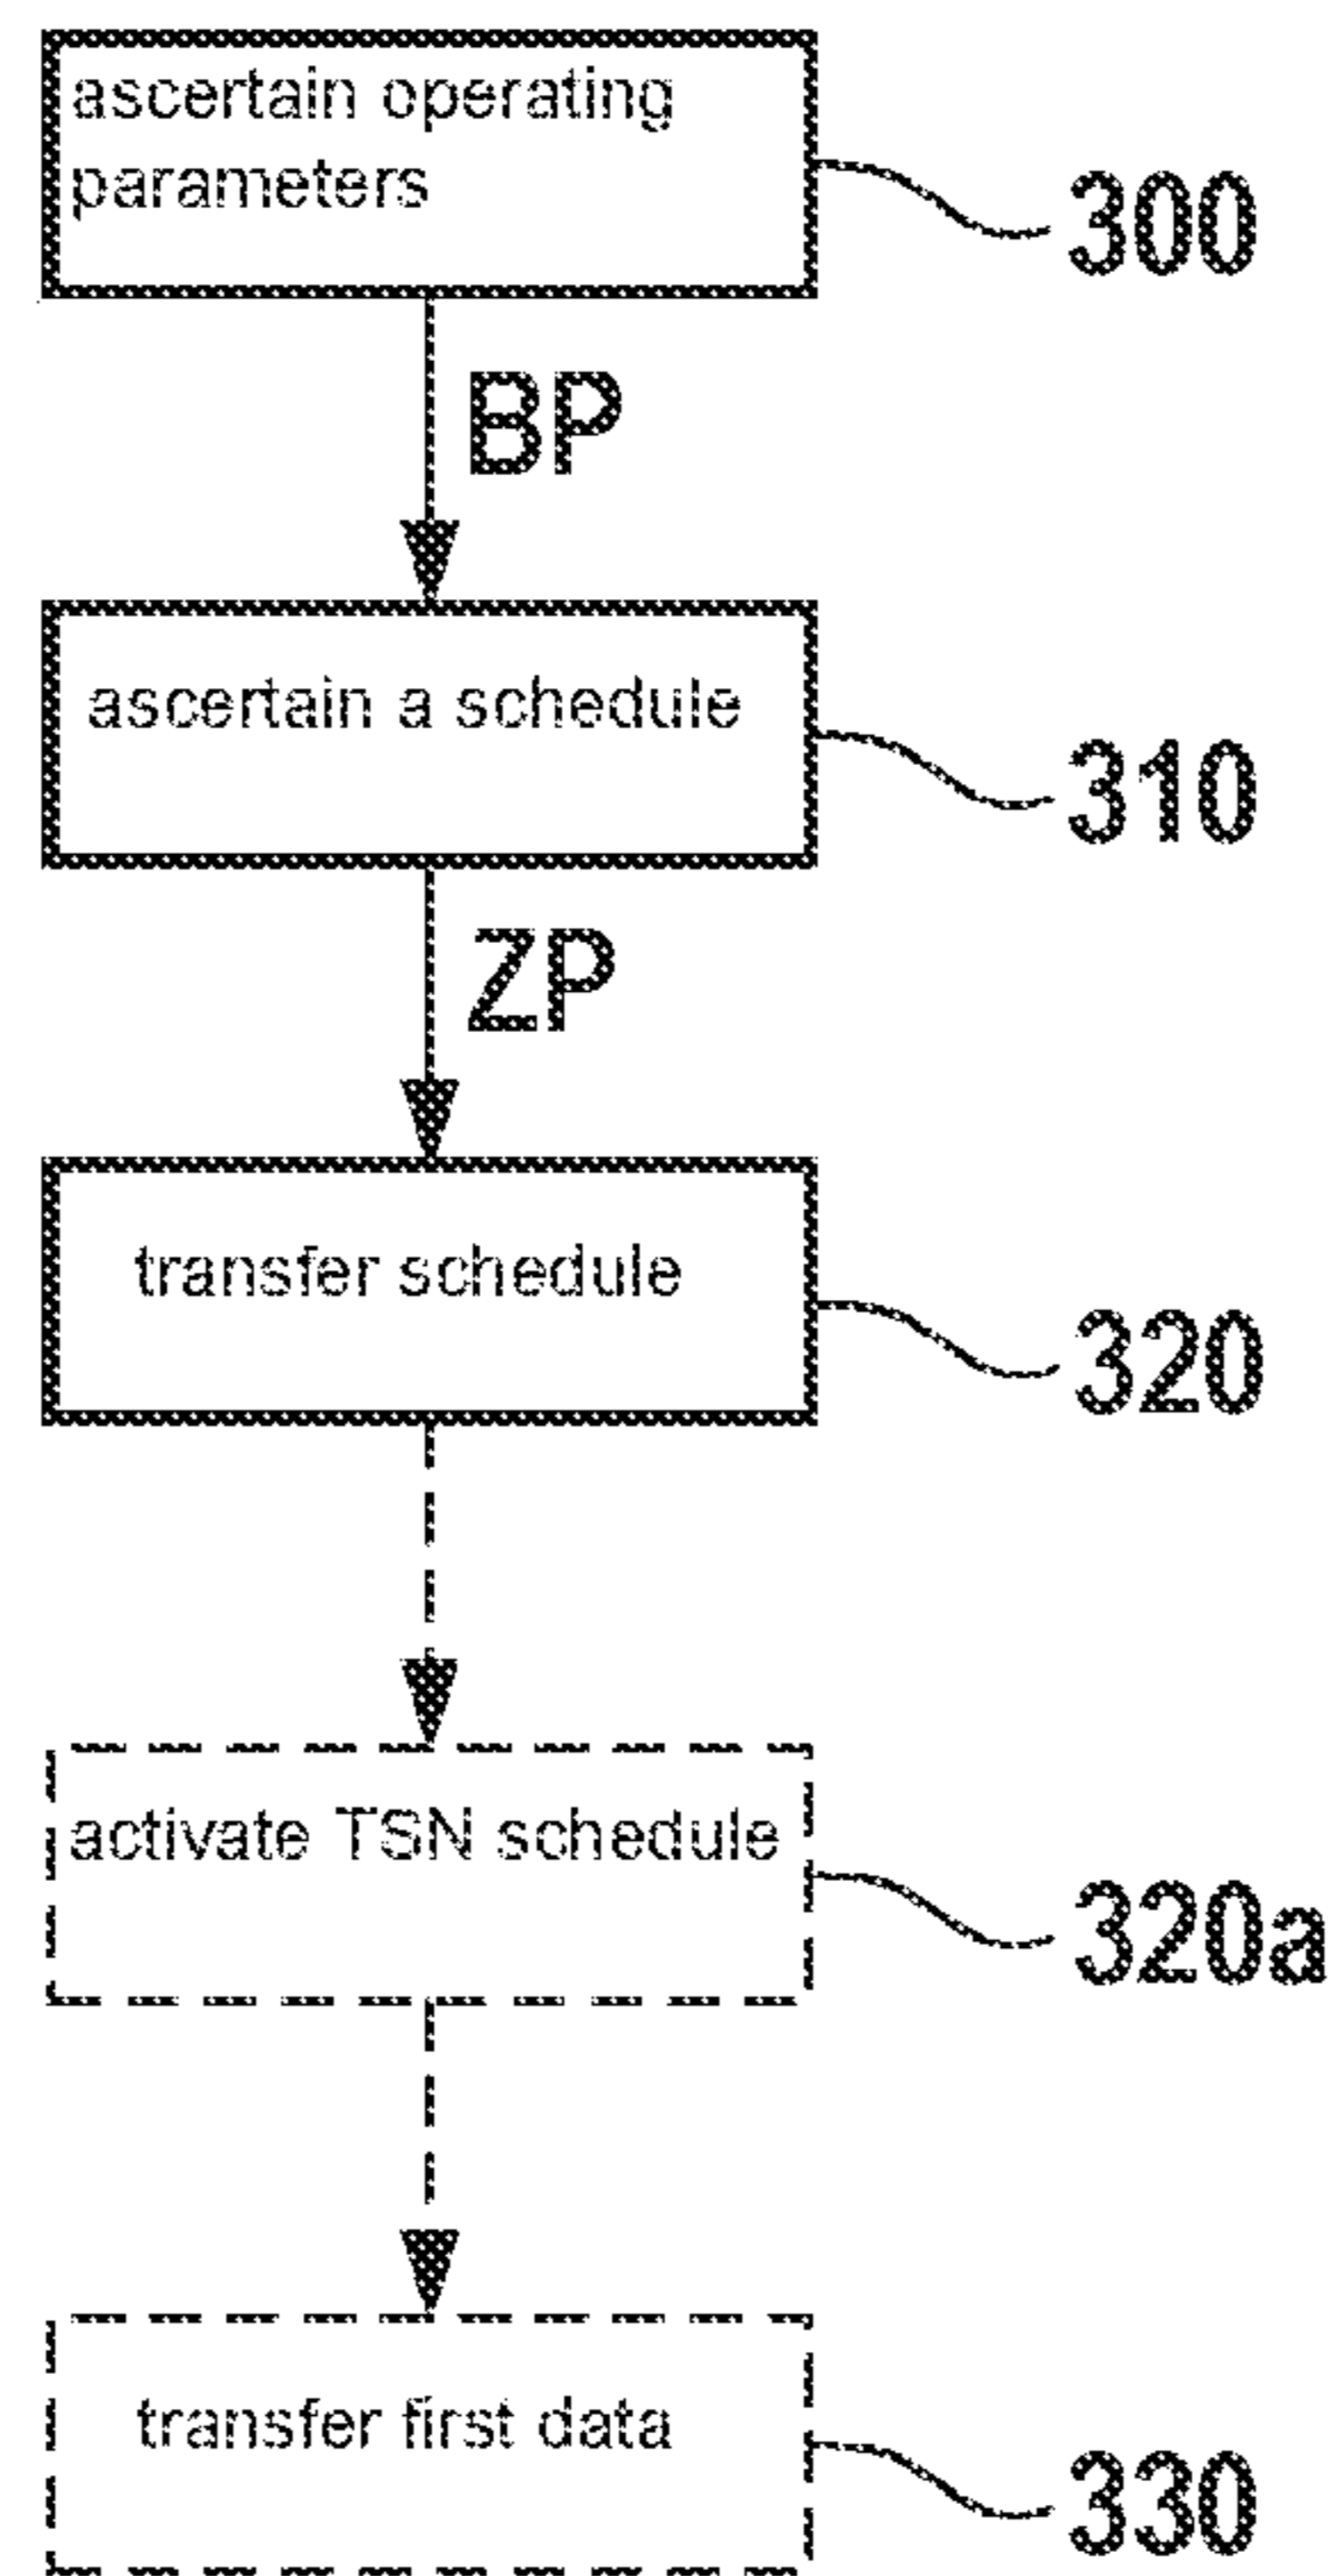 ascertain operating
parameters
300
BP
ascertain a schedule
310
ZP
transfer schedule
320
activate TSN schedule
320a
transfer first data
330